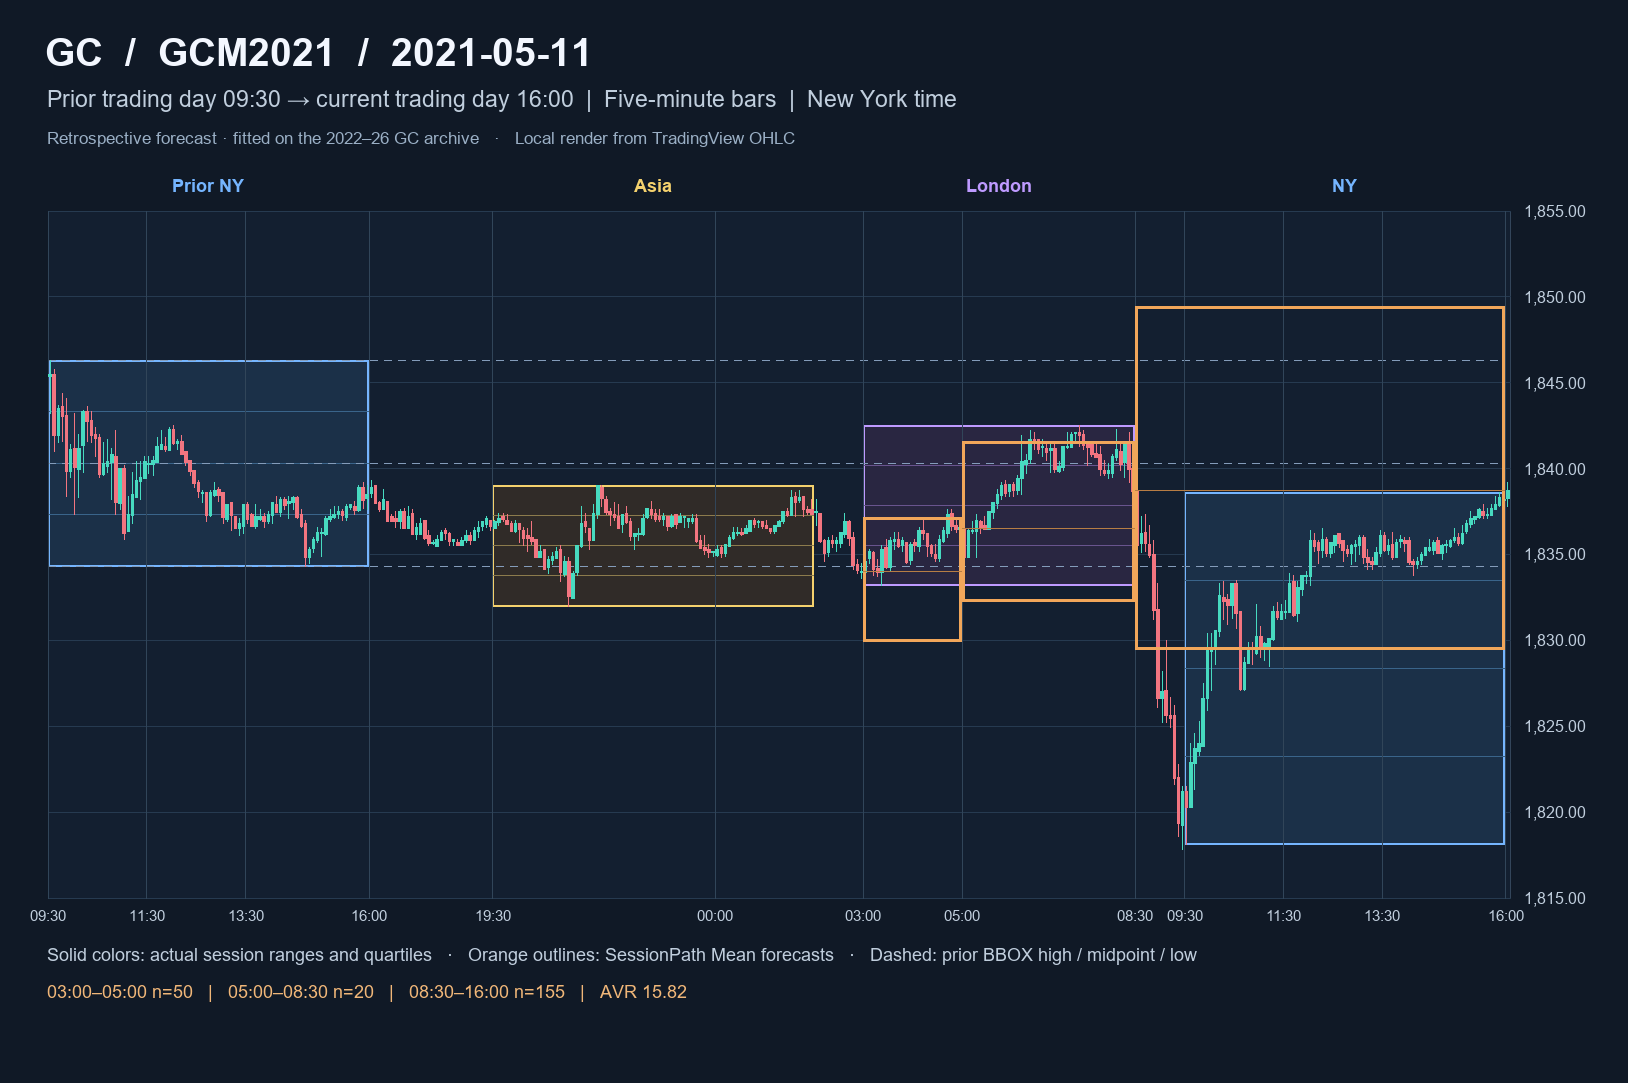 GC / GCM2021 / 2021-05-11
Prior trading day 09:30 → current trading day 16:00 | Five-minute bars | New York time
Retrospective forecast · fitted on the 2022–26 GC archive · Local render from TradingView OHLC
Prior NY Asia London NY
1,855.00
1,850.00
1,845.00
1,840.00
1,835.00
1,830.00
1,825.00
1,820.00
1,815.00
09:30 11:30 13:30 16:00 19:30 00:00 03:00 05:00 08:30 09:30 11:30 13:30 16:00
Solid colors: actual session ranges and quartiles · Orange outlines: SessionPath Mean forecasts · Dashed: prior BBOX high / midpoint / low
03:00–05:00 n=50 | 05:00–08:30 n=20 | 08:30–16:00 n=155 | AVR 15.82